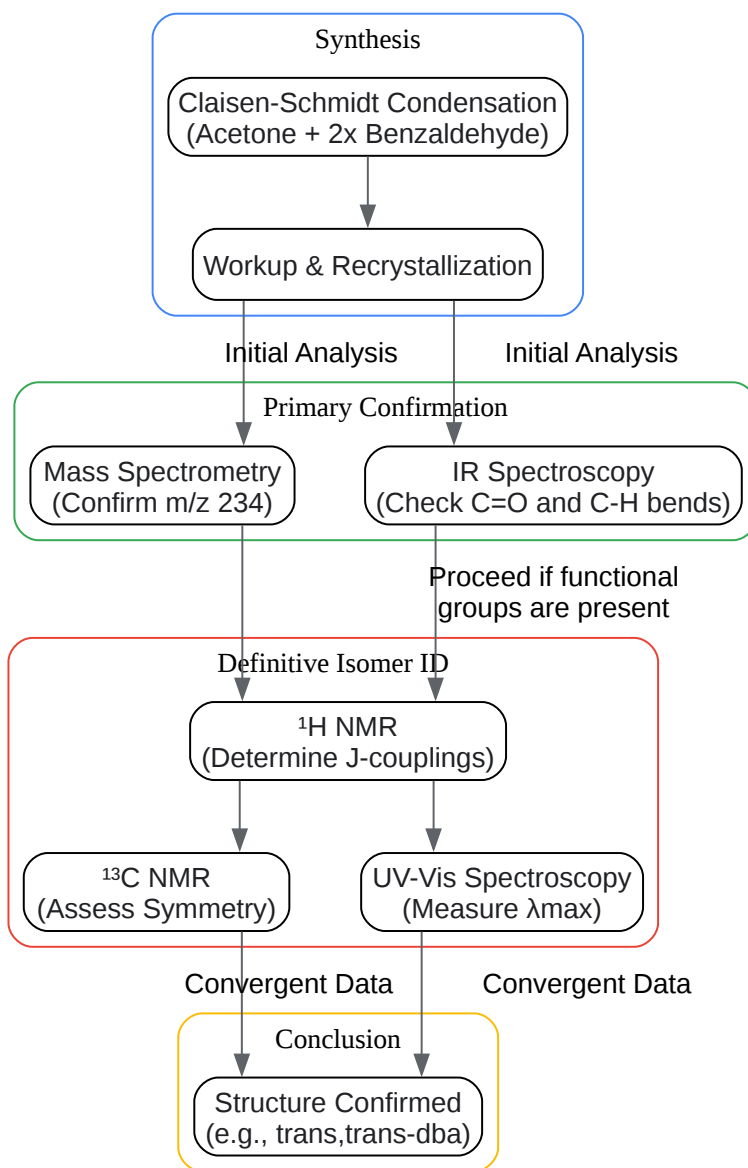 Synthesis
Claisen-Schmidt Condensation
(Acetone + 2x Benzaldehyde)
Workup & Recrystallization
Initial Analysis
Initial Analysis
Primary Confirmation
Mass Spectrometry
(Confirm m/z 234)
IR Spectroscopy
(Check C=O and C-H bends)
Proceed if functional
groups are present
Definitive Isomer ID
¹H NMR
(Determine J-couplings)
¹³C NMR
(Assess Symmetry)
UV-Vis Spectroscopy
(Measure λmax)
Convergent Data
Convergent Data
Conclusion
Structure Confirmed
(e.g., trans,trans-dba)